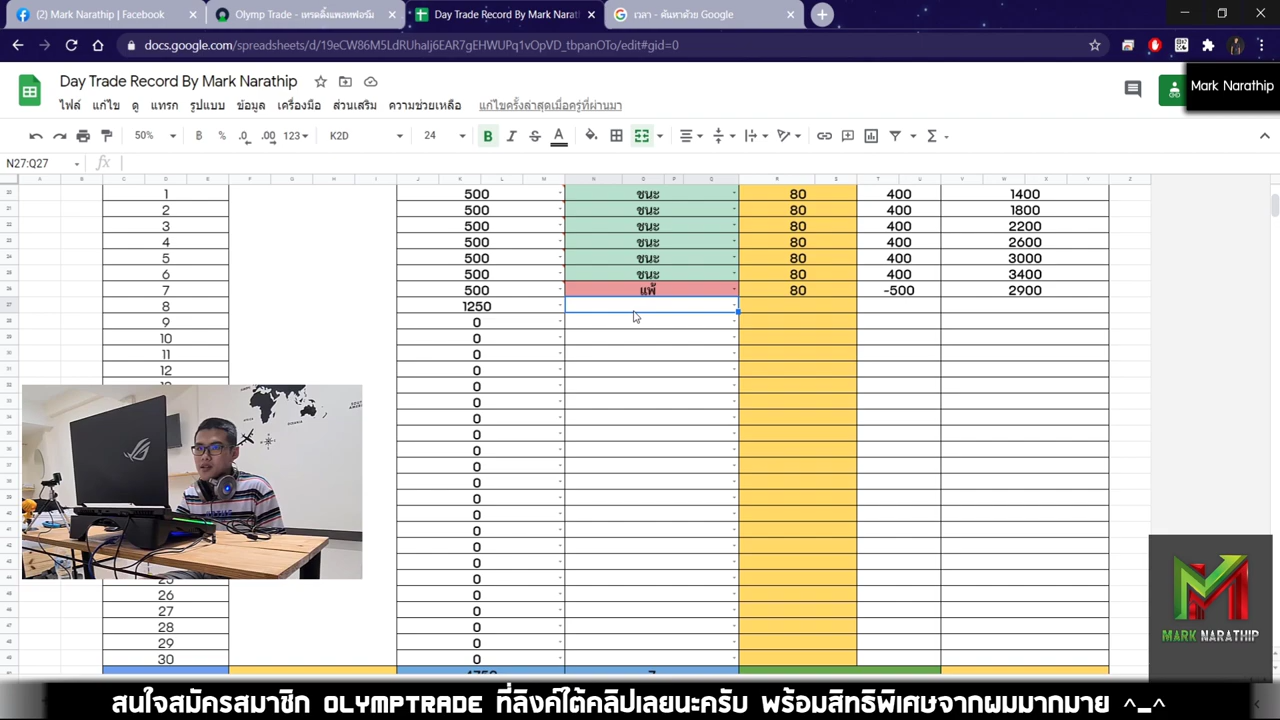 (2) Mark Narathip | Facebook
Olymp Trade - เทรดดิ้งแพลทฟอร์ม
Day Trade Record By Mark Narat
เวลา - ค้นหาด้วย Google
docs.google.com/spreadsheets/d/19eCW86M5LdRUhaIj6EAR7gEHWUPq1vOpVD_tbpanOTo/edit#gid=0
Day Trade Record By Mark Narathip
Mark Narathip
ไฟล์ แก้ไข ดู แทรก รูปแบบ ข้อมูล เครื่องมือ ส่วนเสริม ความช่วยเหลือ แก้ไขครั้งล่าสุดเมื่อครู่ที่ผ่านมา
50% ฿ % .0 .00 123 K2D 24 B I S A
N27:Q27 fx
1 500 ชนะ 80 400 1400
2 500 ชนะ 80 400 1800
3 500 ชนะ 80 400 2200
4 500 ชนะ 80 400 2600
5 500 ชนะ 80 400 3000
6 500 ชนะ 80 400 3400
7 500 แพ้ 80 -500 2900
8 1250
9 0
10 0
11 0
12 0
0
0
0
0
0
0
0
0
0
0
0
0
0
26 0
27 0
28 0
29 0
30 0
MARK NARATHIP
สนใจสมัครสมาชิก OLYMPTRADE ที่ลิงค์ใต้คลิปเลยนะครับ พร้อมสิทธิพิเศษจากผมมากมาย ^_^